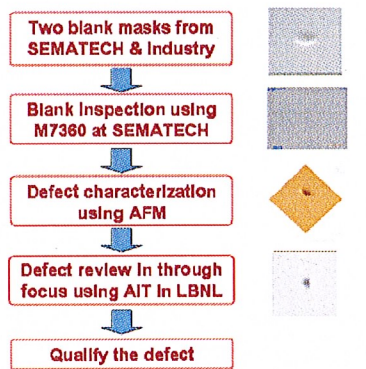 Two blank masks from
SEMATECH & Industry
Blank Inspection using
M7360 at SEMATECH
Defect characterization
using AFM
Defect review in through
focus using AIT in LBNL
Qualify the defect